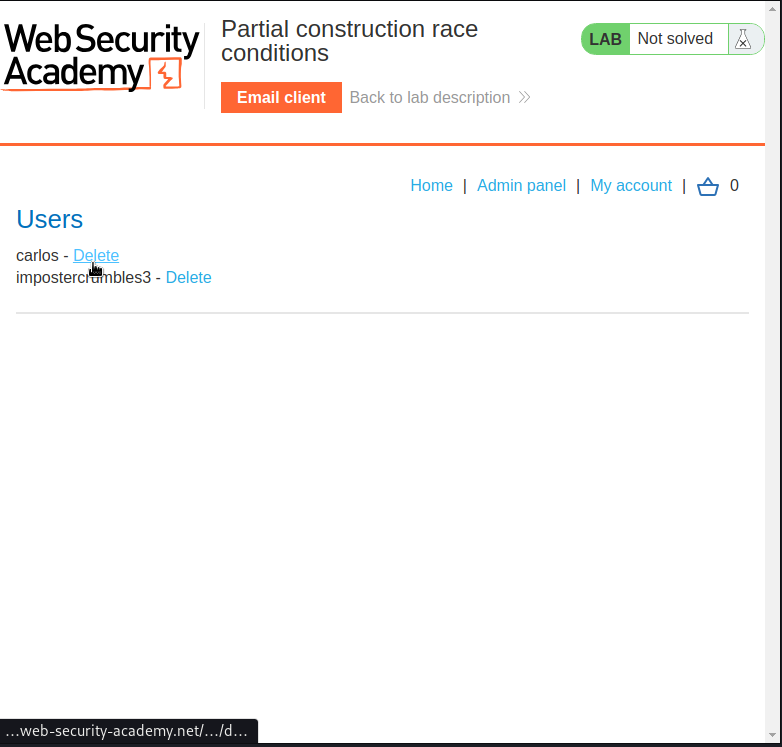 Web Security
Academy
Partial construction race
conditions
LAB Not solved
Email client Back to lab description
Home | Admin panel | My account | 0
Users
carlos - Delete
impostercrumbles3 - Delete
...web-security-academy.net/.../d...